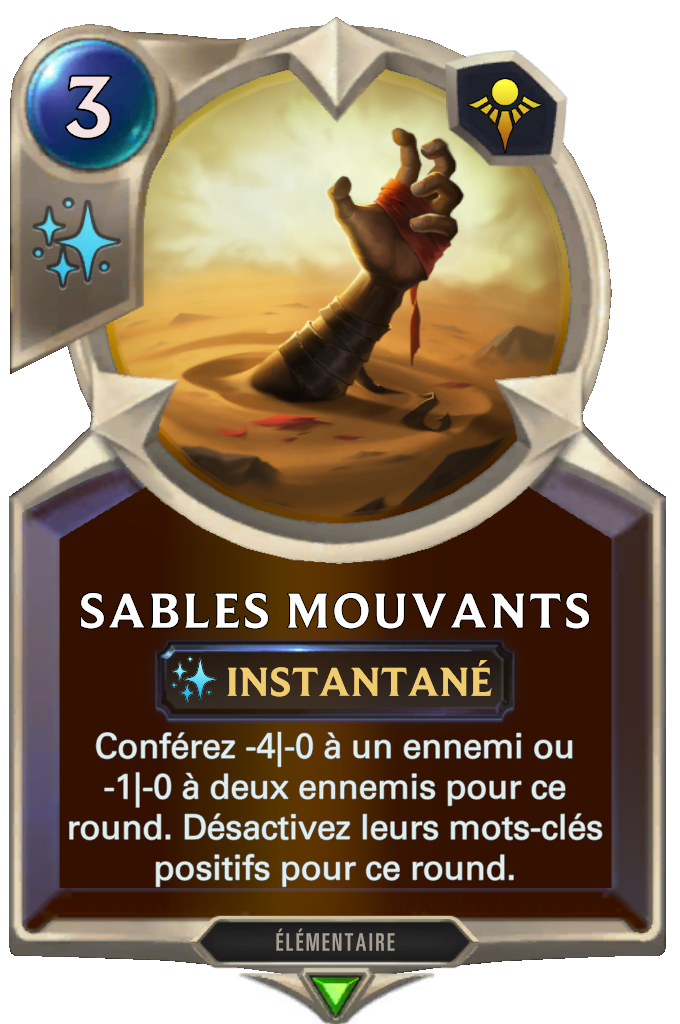 3
SABLES MOUVANTS
INSTANTANÉ
Conférez -4|-0 à un ennemi ou
-1|-0 à deux ennemis pour ce
round. Désactivez leurs mots-clés
positifs pour ce round.
ÉLÉMENTAIRE